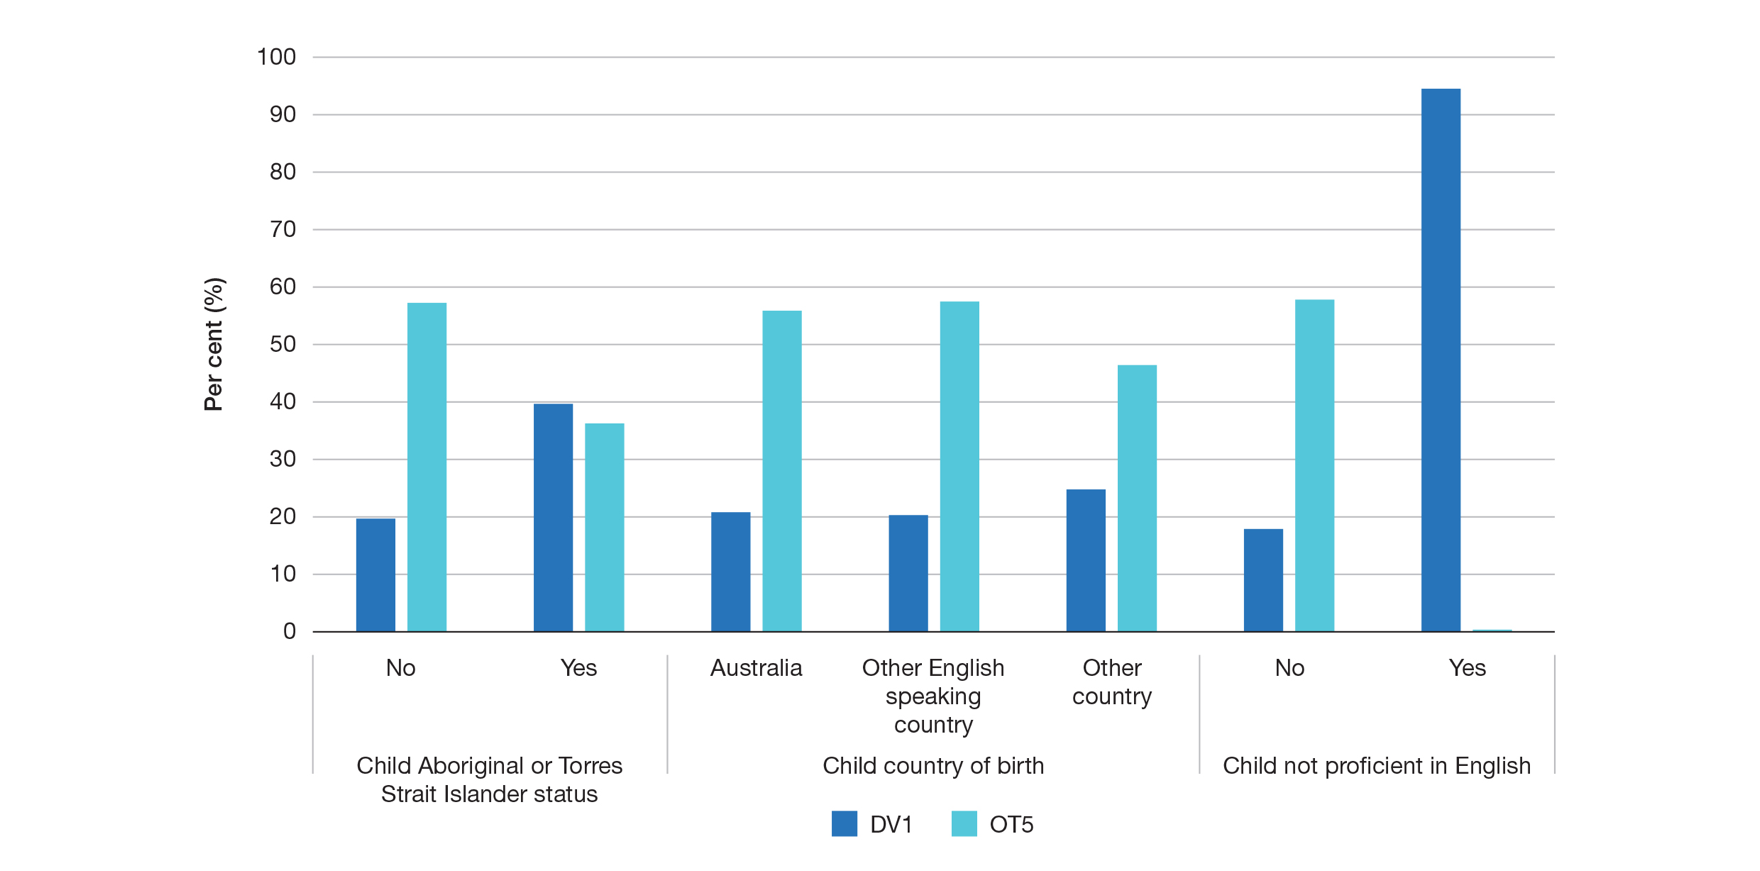 100
90
80
70
60
50
40
30
20
10
0
Per cent (%)
No
Yes
Australia
Other English
speaking
country
Other
country
No
Yes
Child Aboriginal or Torres
Strait Islander status
Child country of birth
Child not proficient in English
DV1
OT5